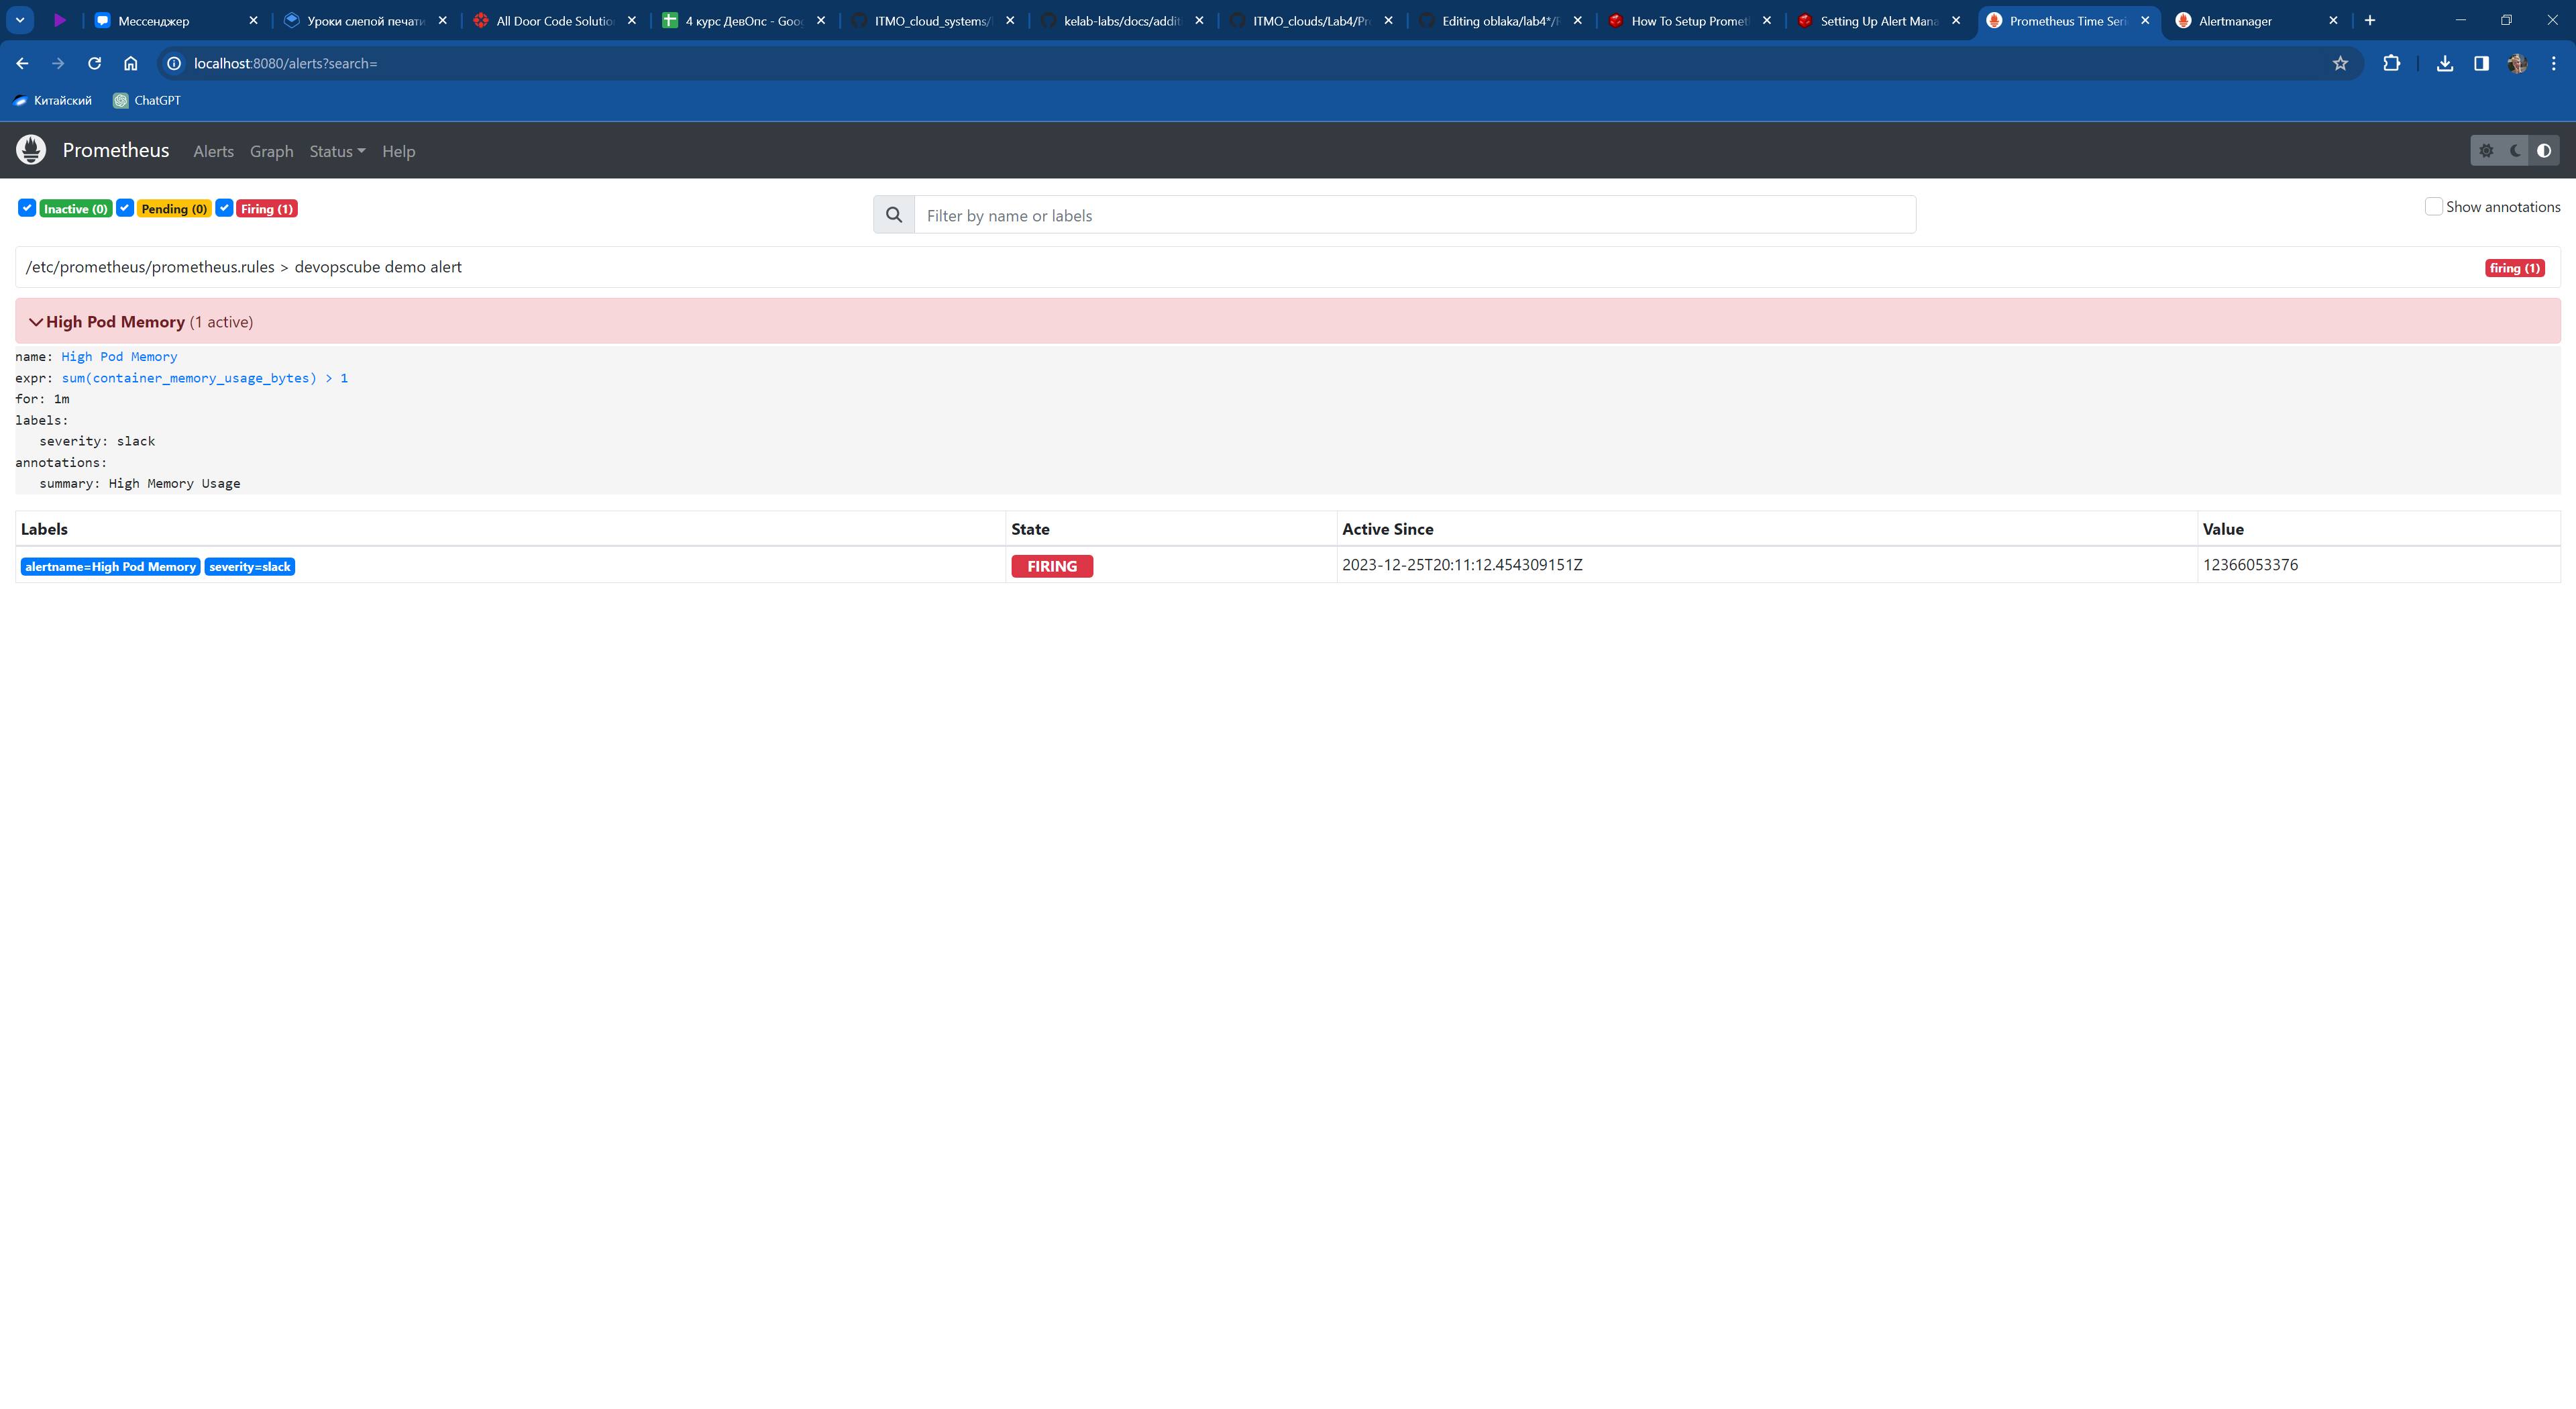 Мессенджер
Уроки слепой печати
All Door Code Solutio
4 курс ДевОпс - Goo
ITMO_cloud_systems/
kelab-labs/docs/addit
ITMO_clouds/Lab4/Pr
Editing oblaka/lab4*/
How To Setup Promet
Setting Up Alert Mana
Prometheus Time Seri
Alertmanager
localhost:8080/alerts?search=
Китайский
ChatGPT
Prometheus
Alerts
Graph
Status
Help
Inactive (0)
Pending (0)
Firing (1)
Filter by name or labels
Show annotations
/etc/prometheus/prometheus.rules > devopscube demo alert
firing (1)
High Pod Memory (1 active)
name: High Pod Memory
expr: sum(container_memory_usage_bytes) > 1
for: 1m
labels:
severity: slack
annotations:
summary: High Memory Usage
Labels
State
Active Since
Value
alertname=High Pod Memory
severity=slack
FIRING
2023-12-25T20:11:12.454309151Z
12366053376